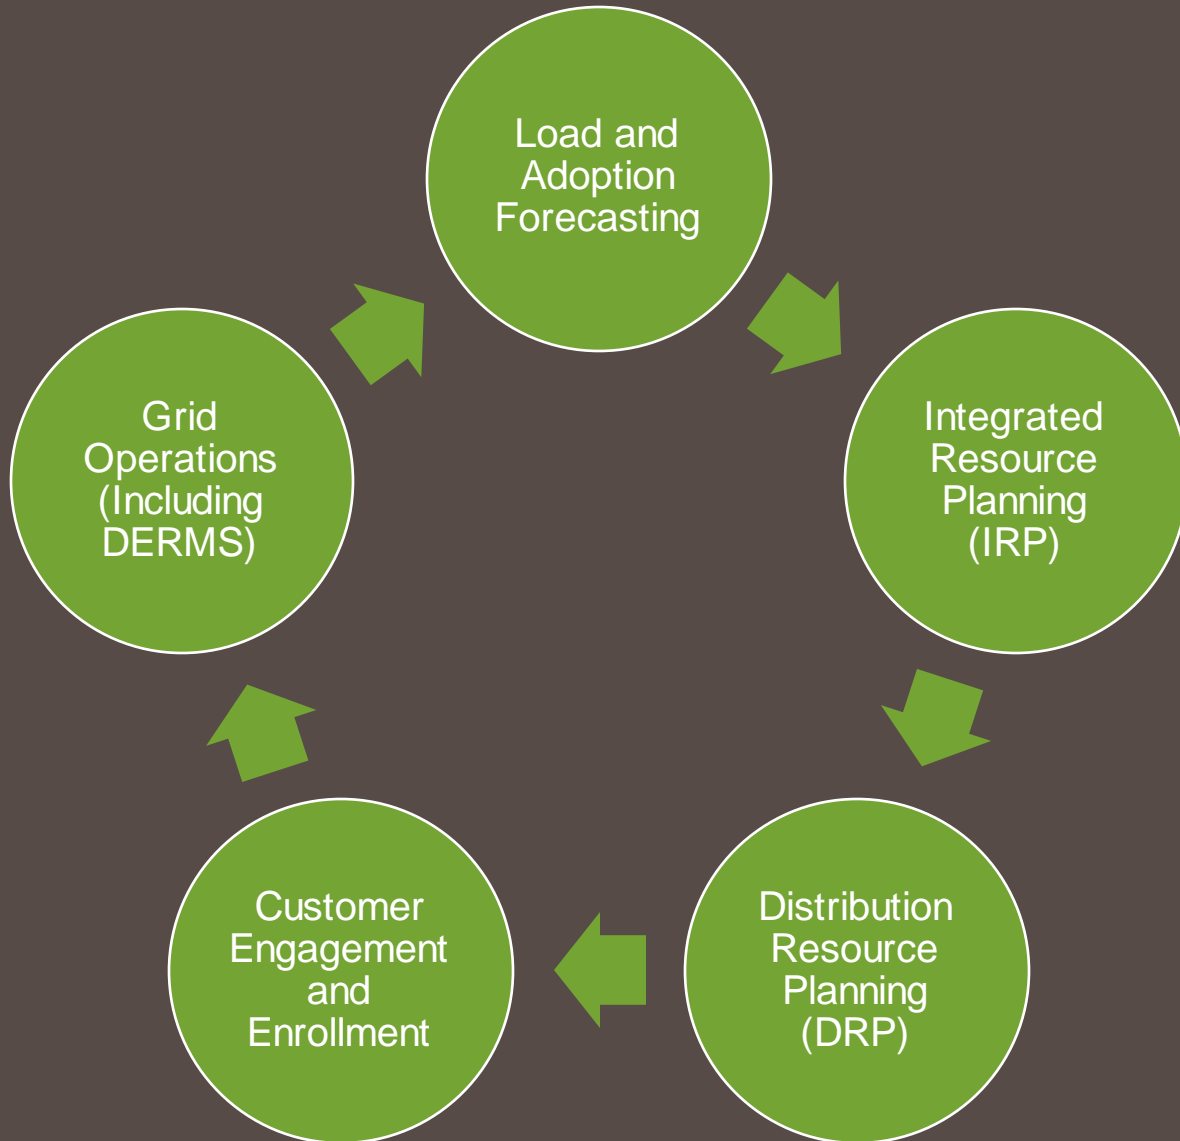 Load and
Adoption
Forecasting
Integrated
Resource
Planning
(IRP)
Distribution
Resource
Planning
(DRP)
Customer
Engagement
and
Enrollment
Grid
Operations
(Including
DERMS)